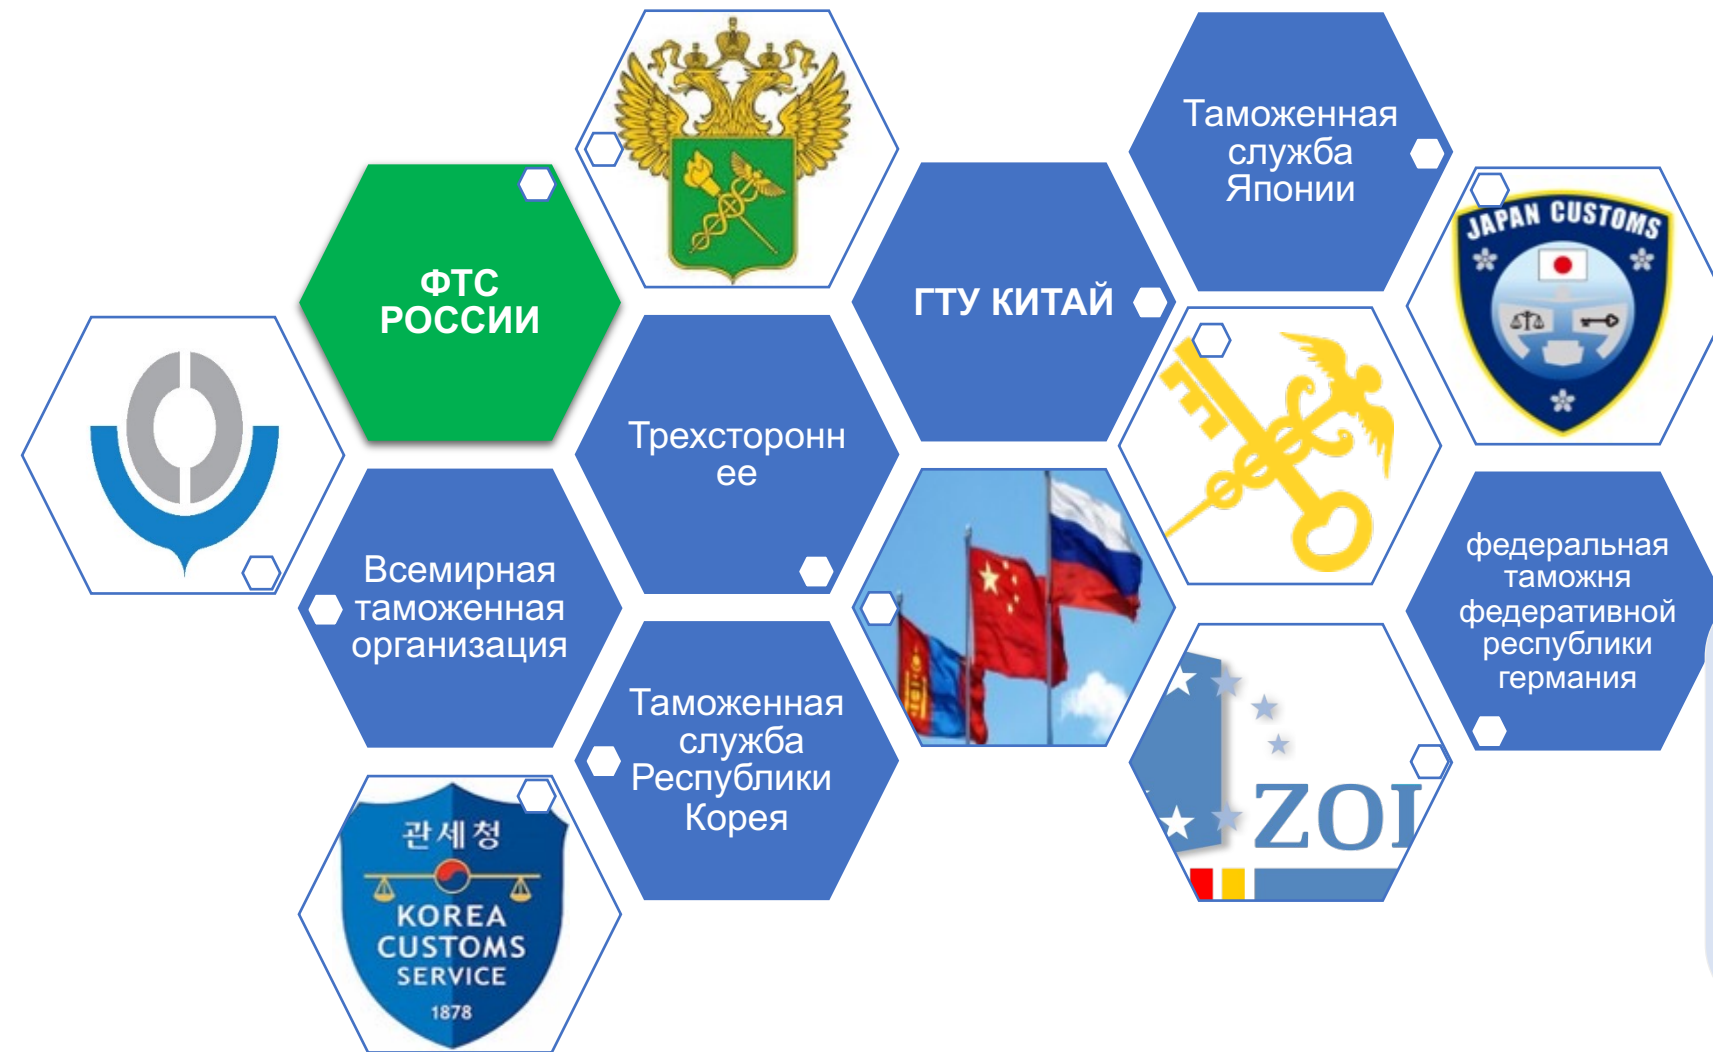 Таможенная
служба
Японии
JAPAN CUSTOMS
ФТС
РОССИИ
ГТУ КИТАЙ
Трехсторонн
ее
Всемирная
таможенная
организация
федеральная
таможня
федеративной
республики
германия
Таможенная
служба
Республики
Корея
ZOI
관세청
KOREA
CUSTOMS
SERVICE
1878